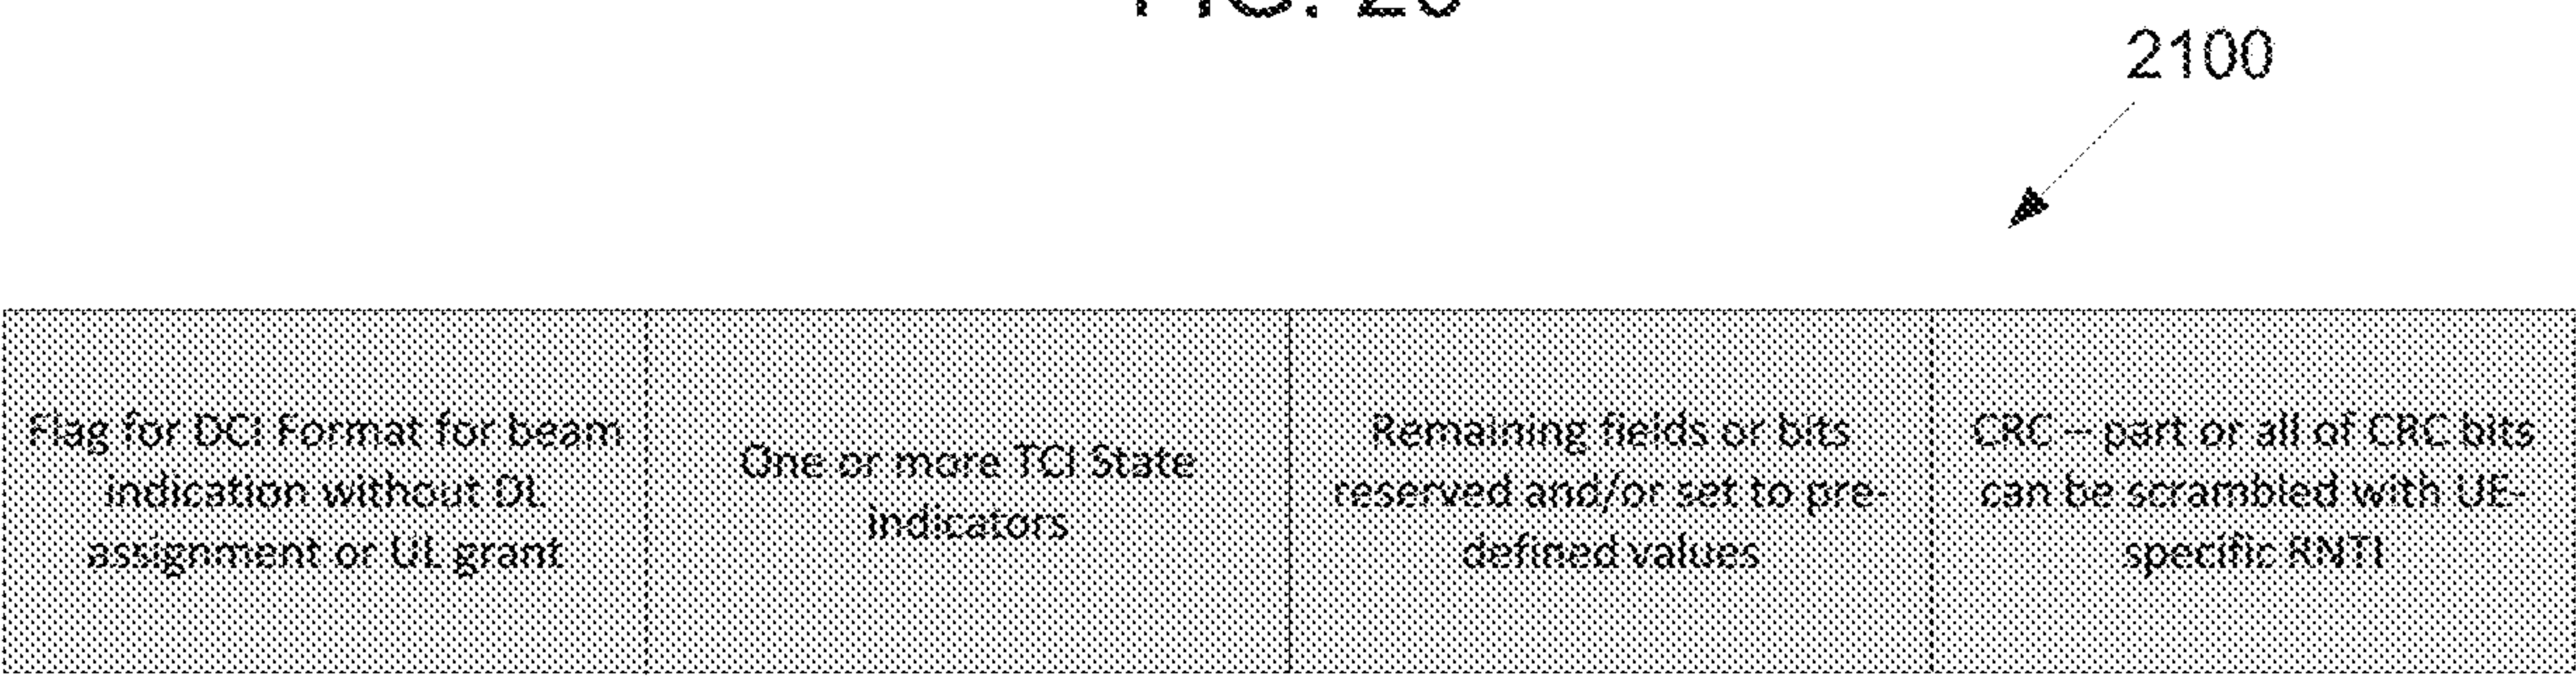 2100
Flag for DCI Format for beam
indication without DL
assignment or UL grant
One or more TCI State
indicators
Remaining fields or bits
reserved and/or set to pre-
defined values
CRC – part or all of CRC bits
can be scrambled with UE-
specific RNTI